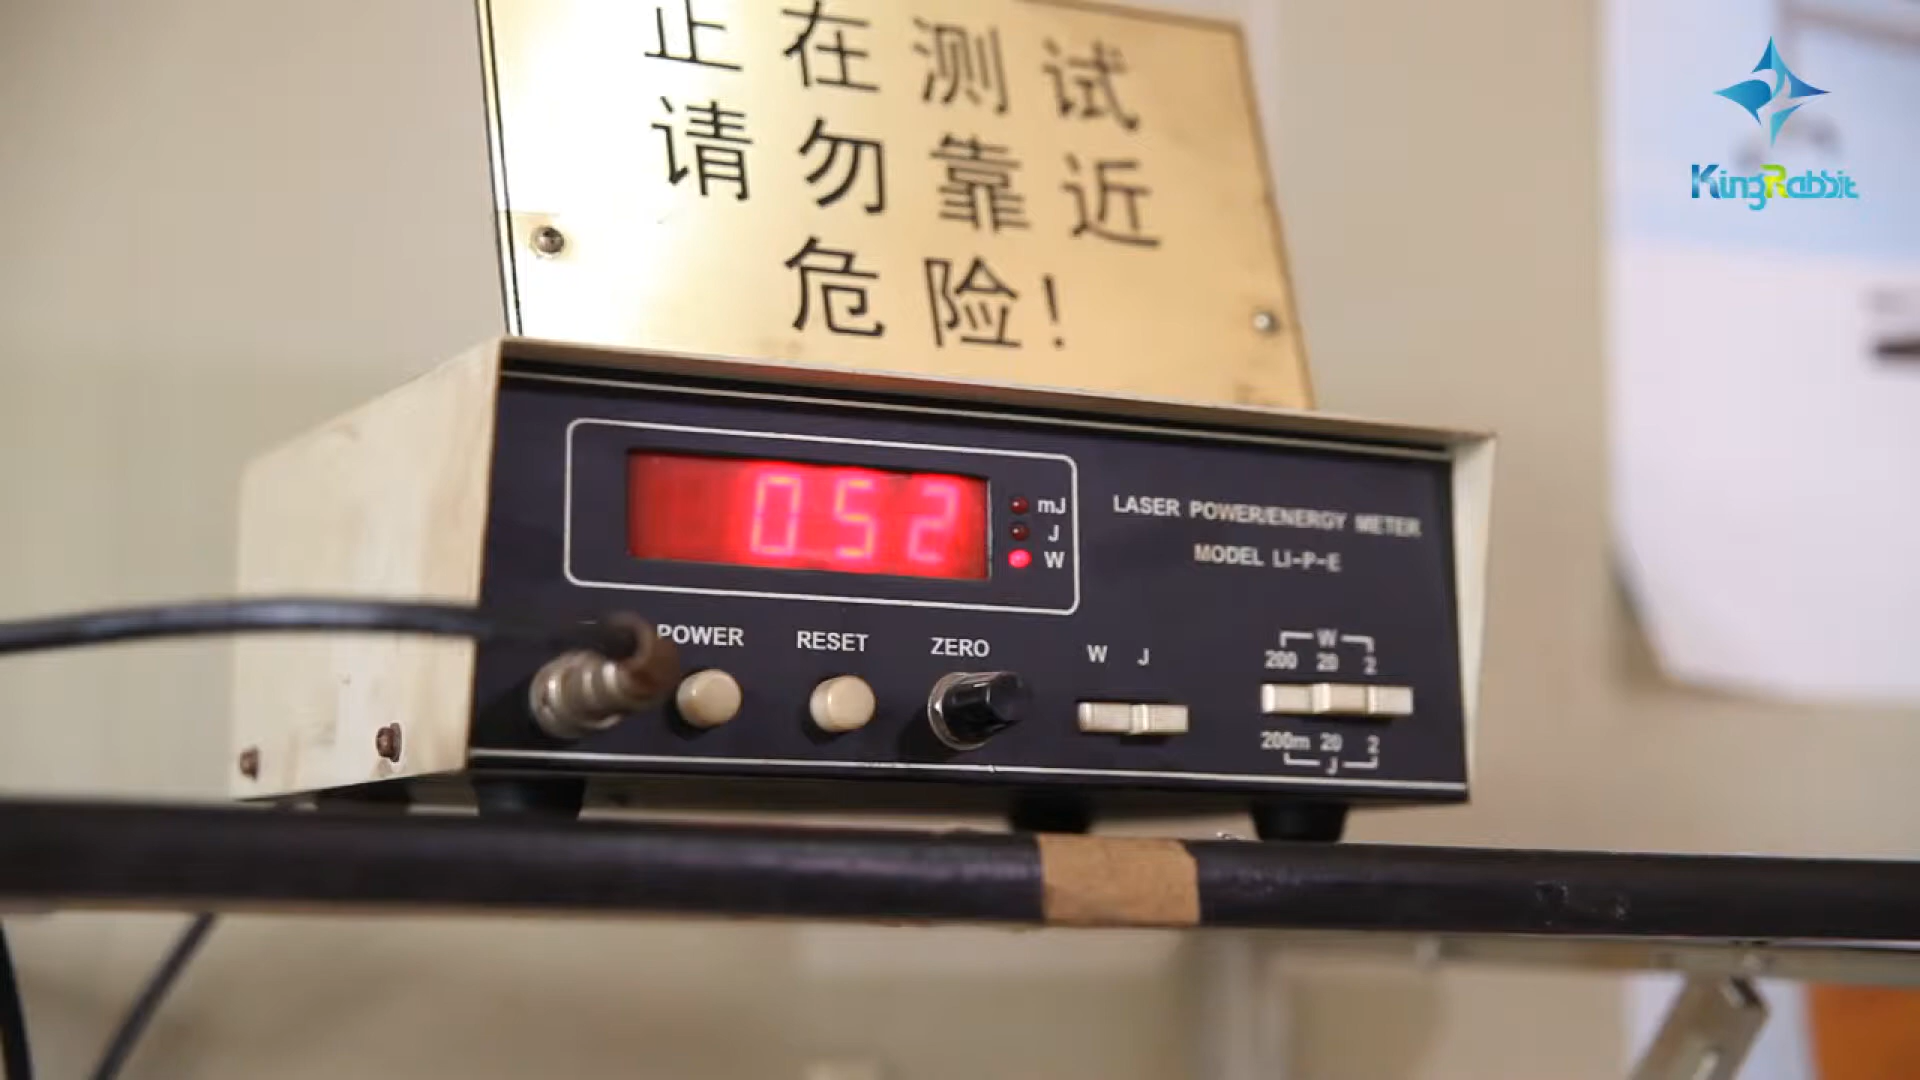 正在测试
请勿靠近
危险!
KingRabbit
052
mJ
J
W
LASER POWER/ENERGY METER
MODEL LI-P-E
POWER
RESET
ZERO
W J
W
200 20 2
200m 20 2
J